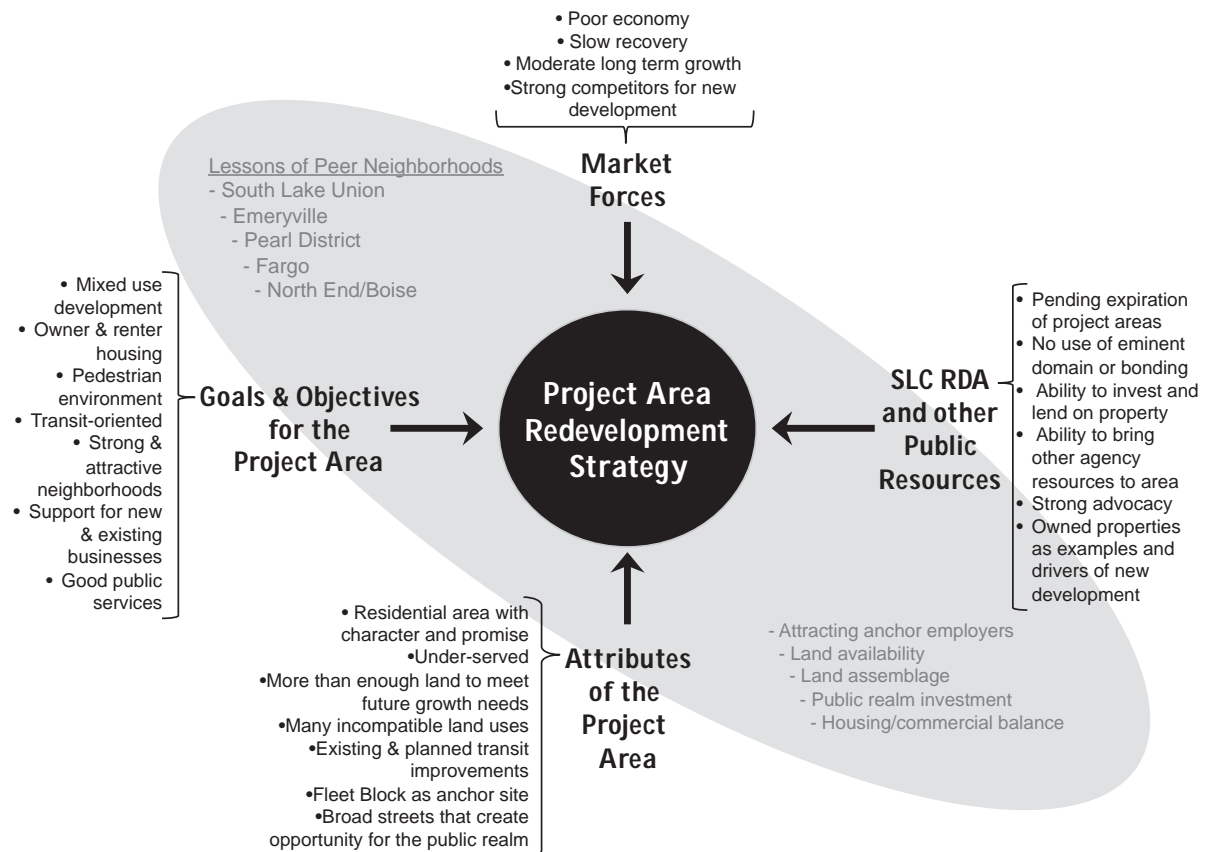 • Poor economy
• Slow recovery
• Moderate long term growth
•Strong competitors for new
development
Market
Forces
Lessons of Peer Neighborhoods
- South Lake Union
- Emeryville
- Pearl District
- Fargo
- North End/Boise
• Mixed use
development
• Owner & renter
housing
• Pedestrian
environment
• Transit-oriented
• Strong &
attractive
neighborhoods
• Support for new
& existing
businesses
• Good public
services
Goals & Objectives
for the
Project Area
Project Area
Redevelopment
Strategy
SLC RDA
and other
Public
Resources
• Pending expiration
of project areas
• No use of eminent
domain or bonding
• Ability to invest and
lend on property
• Ability to bring
other agency
resources to area
• Strong advocacy
• Owned properties
as examples and
drivers of new
development
• Residential area with
character and promise
•Under-served
•More than enough land to meet
future growth needs
•Many incompatible land uses
•Existing & planned transit
improvements
•Fleet Block as anchor site
•Broad streets that create
opportunity for the public realm
Attributes
of the
Project
Area
- Attracting anchor employers
- Land availability
- Land assemblage
- Public realm investment
- Housing/commercial balance